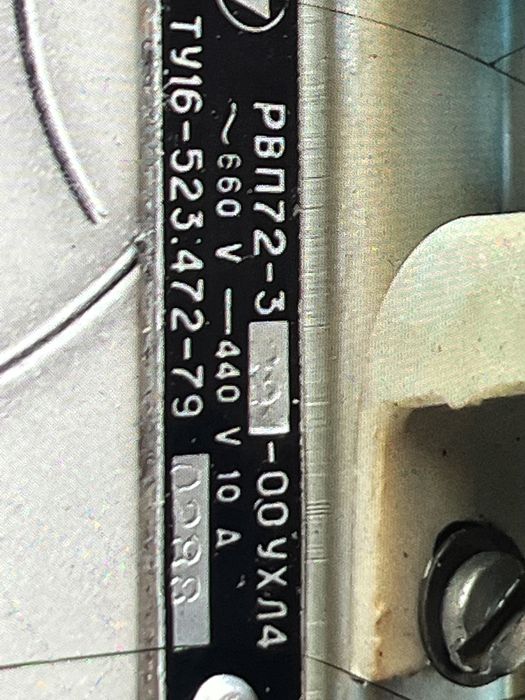 РВП72-3 -00УХЛ4
~660 V —440 V 10 A
ТУ16-523.472-79